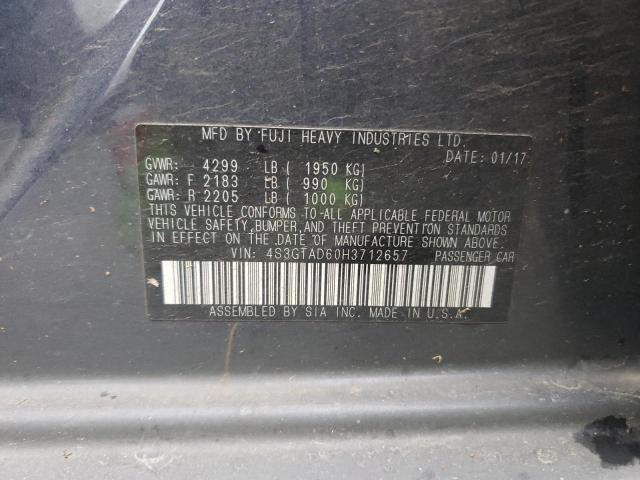 MFD BY FUJI HEAVY INDUSTRIES LTD.
DATE: 01/17
GVWR: 4299 LB ( 1950 KG)
GAWR: F 2183 LB ( 990 KG)
GAWR: R 2205 LB ( 1000 KG)
THIS VEHICLE CONFORMS TO ALL APPLICABLE FEDERAL MOTOR
VEHICLE SAFETY,BUMPER,AND THEFT PREVENTION STANDARDS
IN EFFECT ON THE DATE OF MANUFACTURE SHOWN ABOVE.
VIN: 4S3GTAD60H3712657 PASSENGER CAR
ASSEMBLED BY SIA INC. MADE IN U.S.A.